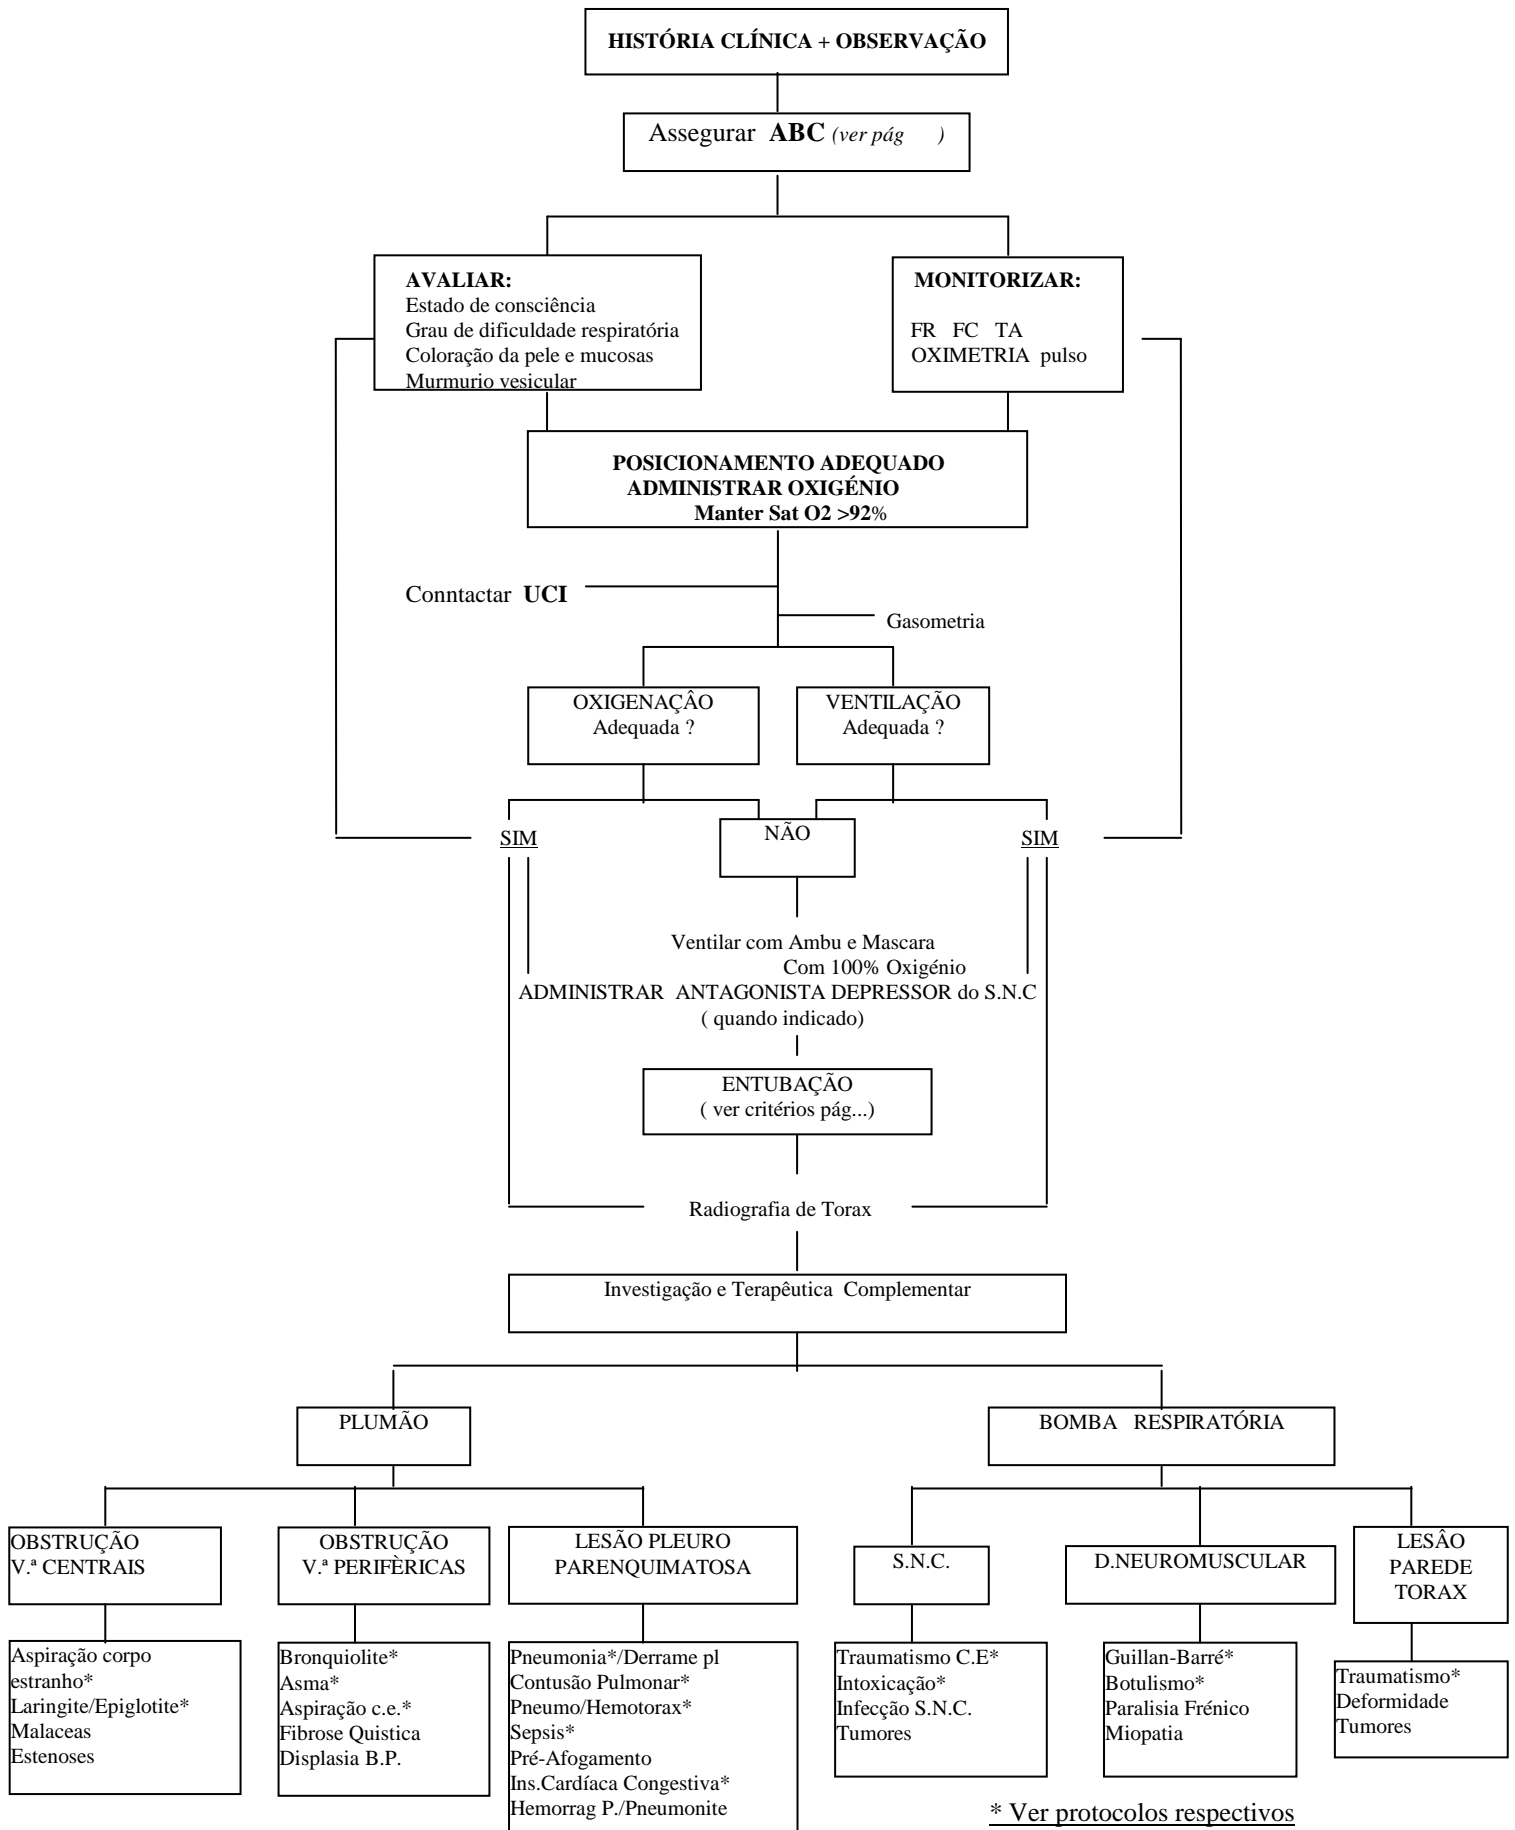 HISTÓRIA CLÍNICA + OBSERVAÇÃO
Assegurar ABC (ver pág )
AVALIAR:
Estado de consciência
Grau de dificuldade respiratória
Coloração da pele e mucosas
Murmurio vesicular
MONITORIZAR:
FR FC TA
OXIMETRIA pulso
POSICIONAMENTO ADEQUADO
ADMINISTRAR OXIGÉNIO
Manter Sat O2 >92%
Conntactar UCI
Gasometria
OXIGENAÇÂO
Adequada ?
VENTILAÇÃO
Adequada ?
SIM
NÃO
SIM
Ventilar com Ambu e Mascara
Com 100% Oxigénio
ADMINISTRAR ANTAGONISTA DEPRESSOR do S.N.C
( quando indicado)
ENTUBAÇÃO
( ver critérios pág...)
Radiografia de Torax
Investigação e Terapêutica Complementar
PLUMÃO
BOMBA RESPIRATÓRIA
OBSTRUÇÃO
V.ª CENTRAIS
OBSTRUÇÃO
V.ª PERIFÈRICAS
LESÃO PLEURO
PARENQUIMATOSA
S.N.C.
D.NEUROMUSCULAR
LESÂO
PAREDE
TORAX
Aspiração corpo
estranho*
Laringite/Epiglotite*
Malaceas
Estenoses
Bronquiolite*
Asma*
Aspiração c.e.*
Fibrose Quistica
Displasia B.P.
Pneumonia*/Derrame pl
Contusão Pulmonar*
Pneumo/Hemotorax*
Sepsis*
Pré-Afogamento
Ins.Cardíaca Congestiva*
Hemorrag P./Pneumonite
Traumatismo C.E*
Intoxicação*
Infecção S.N.C.
Tumores
Guillan-Barré*
Botulismo*
Paralisia Frénico
Miopatia
Traumatismo*
Deformidade
Tumores
* Ver protocolos respectivos